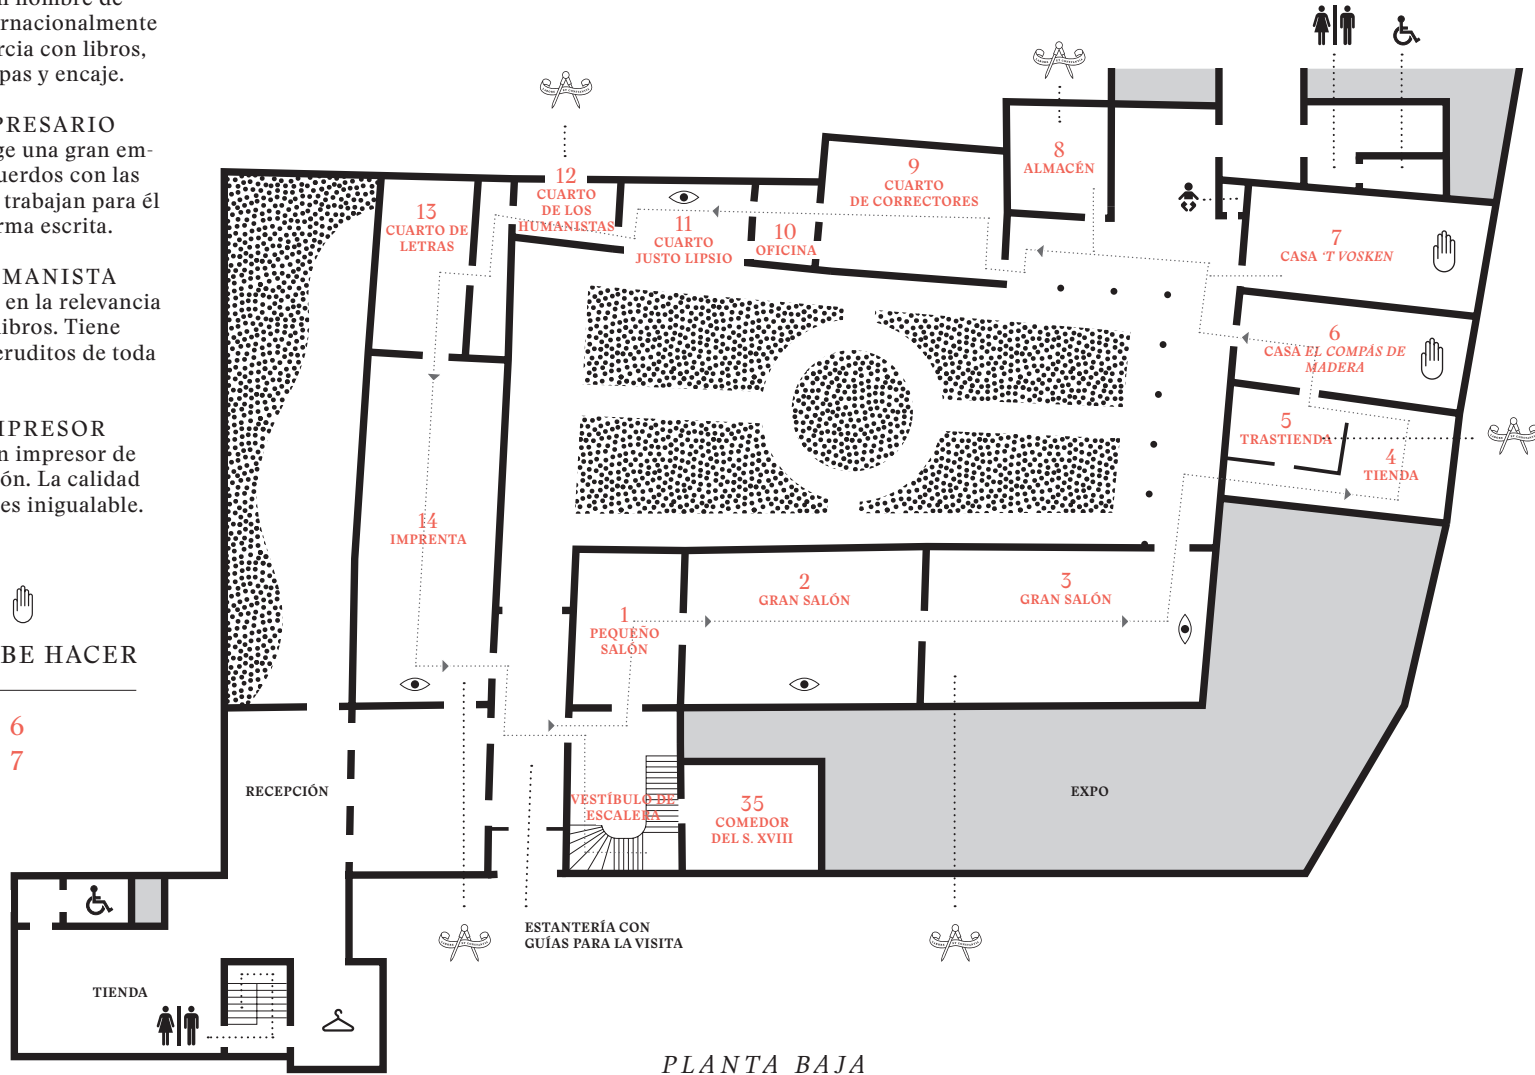 nombre de
rnacionalmente
rcia con libros,
pas y encaje.
PRESARIO
ge una gran em-
uerdos con las
trabajan para él
rma escrita.
MANISTA
en la relevancia
libros. Tiene
eruditos de toda
MPRESOR
n impresor de
ón. La calidad
es inigualable.
BE HACER
6
7
12
CUARTO
DE LOS
HUMANISTAS
13
CUARTO DE
LETRAS
11
CUARTO
JUSTO LIPSIO
10
OFICINA
9
CUARTO
DE CORRECTORES
8
ALMACÉN
7
CASA ‘T VOSKEN
6
CASA EL COMPÁS DE
MADERA
5
TRASTIENDA
4
TIENDA
14
IMPRENTA
1
PEQUEÑO
SALÓN
2
GRAN SALÓN
3
GRAN SALÓN
RECEPCIÓN
VESTÍBULO DE
ESCALERA
35
COMEDOR
DEL S. XVIII
EXPO
ESTANTERÍA CON
GUÍAS PARA LA VISITA
TIENDA
PLANTA BAJA